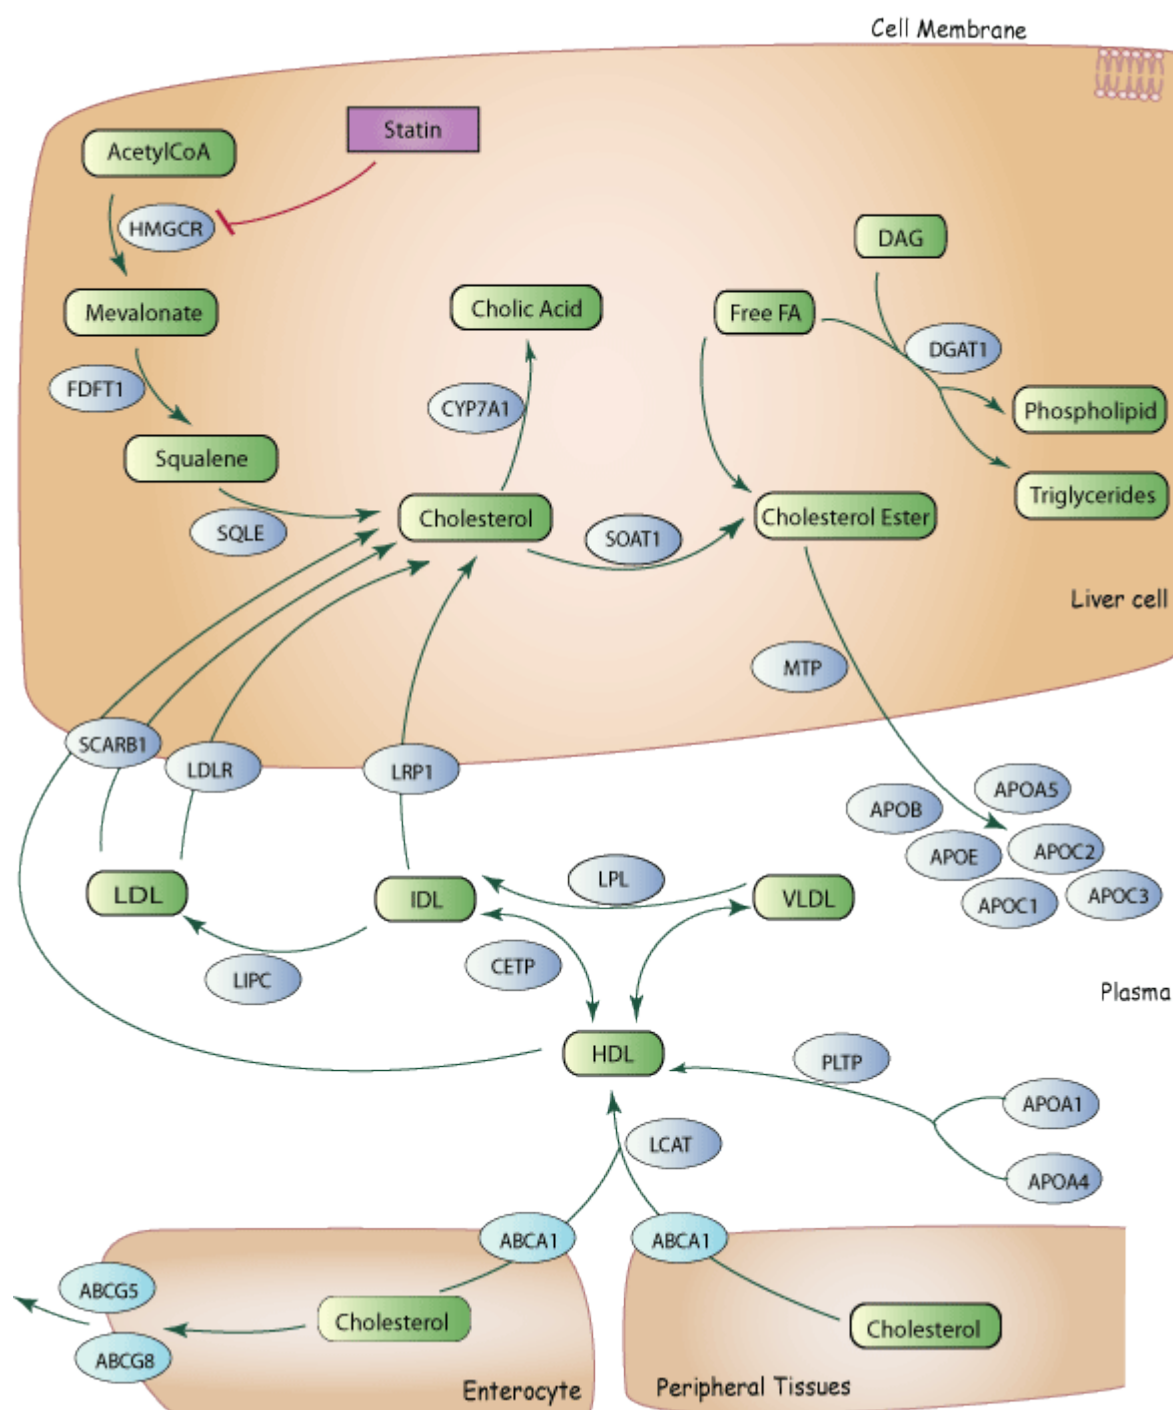 Cell Membrane
Statin
AcetylCoA
HMGCR
DAG
Mevalonate
Cholic Acid
Free FA
DGAT1
FDFT1
CYP7A1
Phospholipid
Squalene
Triglycerides
Cholesterol
Cholesterol Ester
SQLE
SOAT1
Liver cell
MTP
SCARB1
LDLR
LRP1
APOA5
APOB
APOE
APOC2
LDL
IDL
LPL
VLDL
APOC1
APOC3
LIPC
CETP
Plasma
HDL
PLTP
APOA1
LCAT
APOA4
ABCA1
ABCA1
ABCG5
Cholesterol
Cholesterol
ABCG8
Enterocyte
Peripheral Tissues